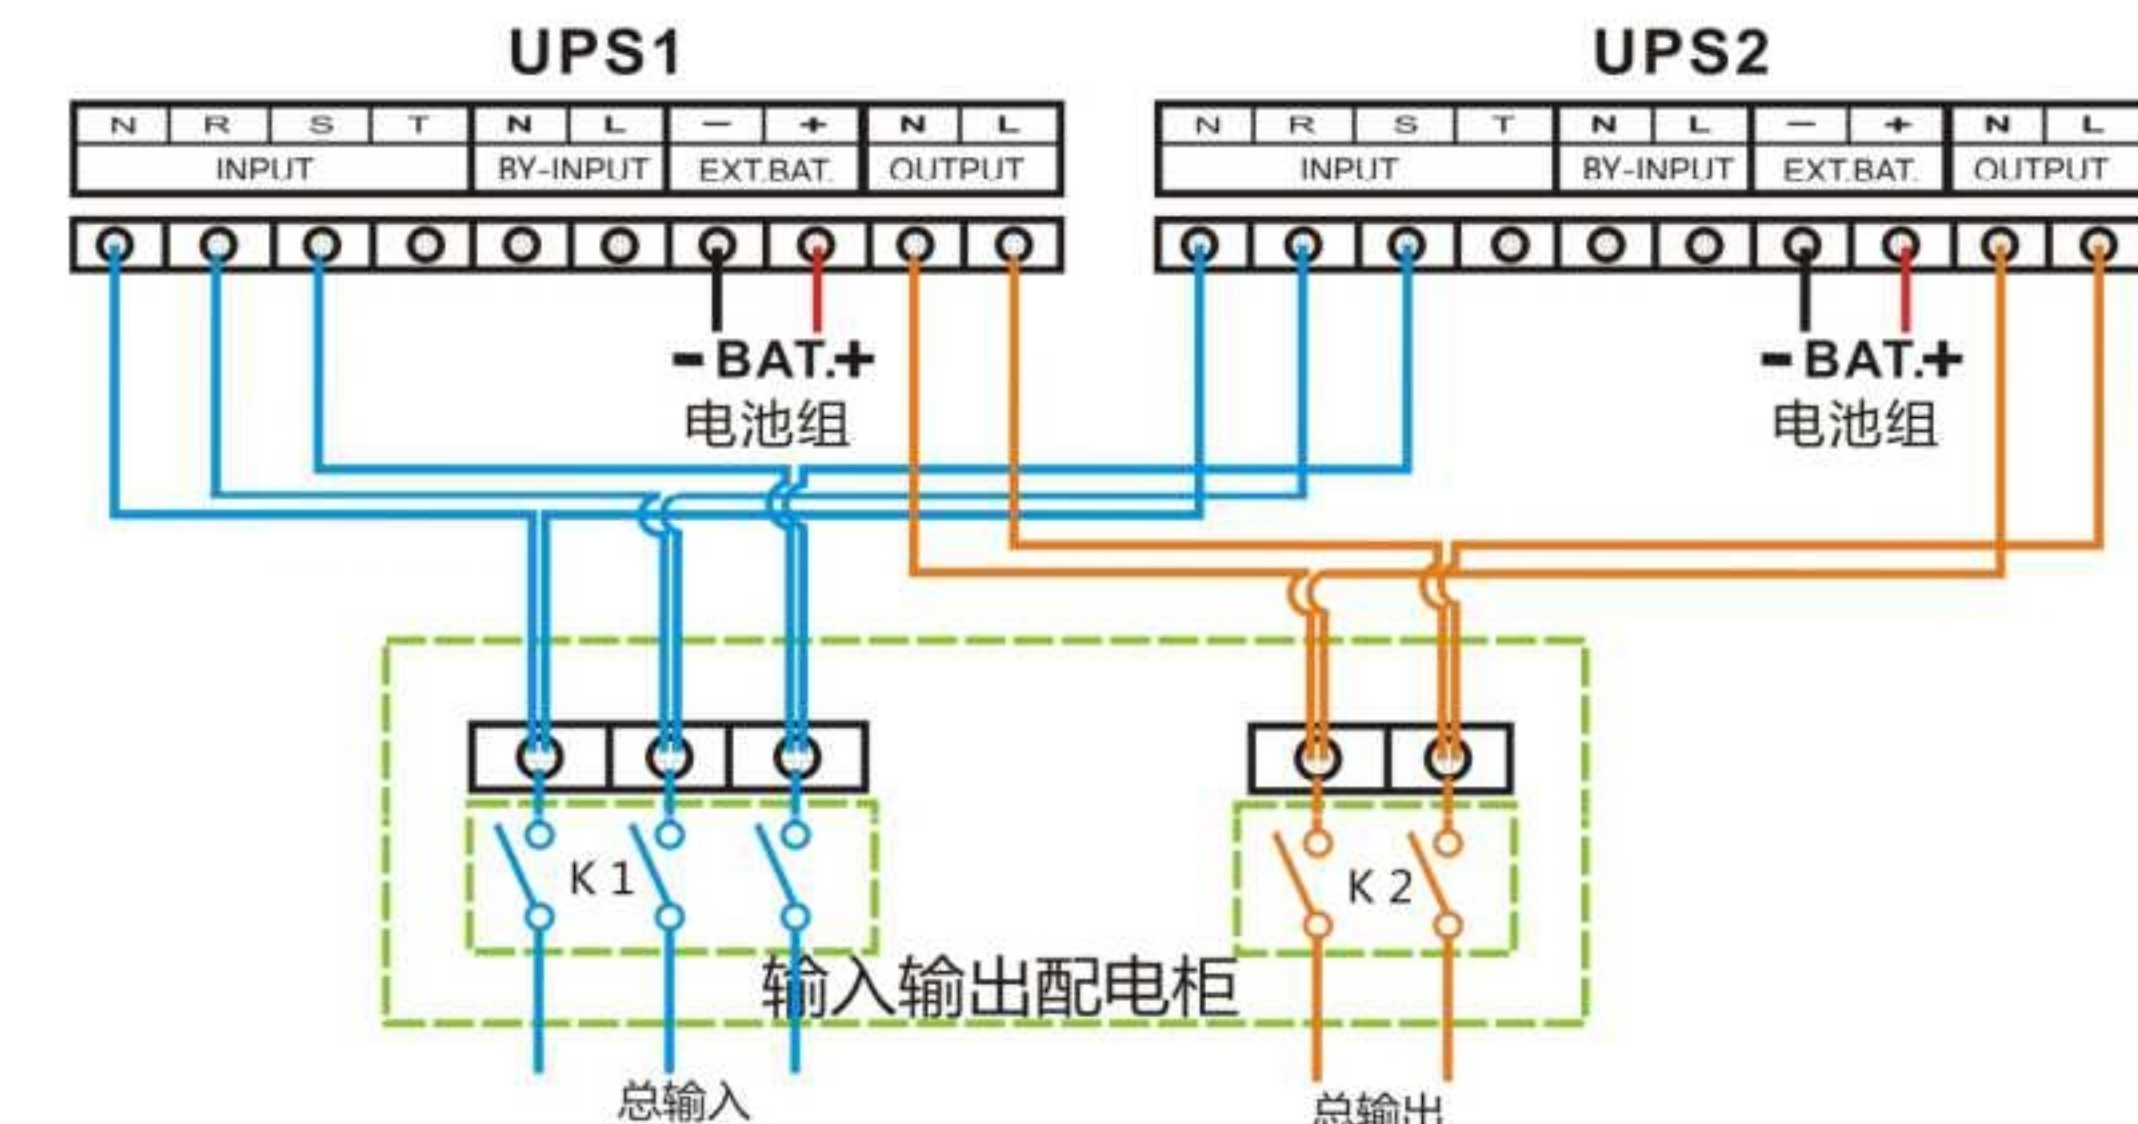 UPS1
UPS2
N R S T N L − + N L
N R S T N L − + N L
INPUT BY-INPUT EXT.BAT. OUTPUT
INPUT BY-INPUT EXT.BAT. OUTPUT
-BAT.+
电池组
-BAT.+
电池组
K1
K2
输入输出配电柜
总输入
总输出